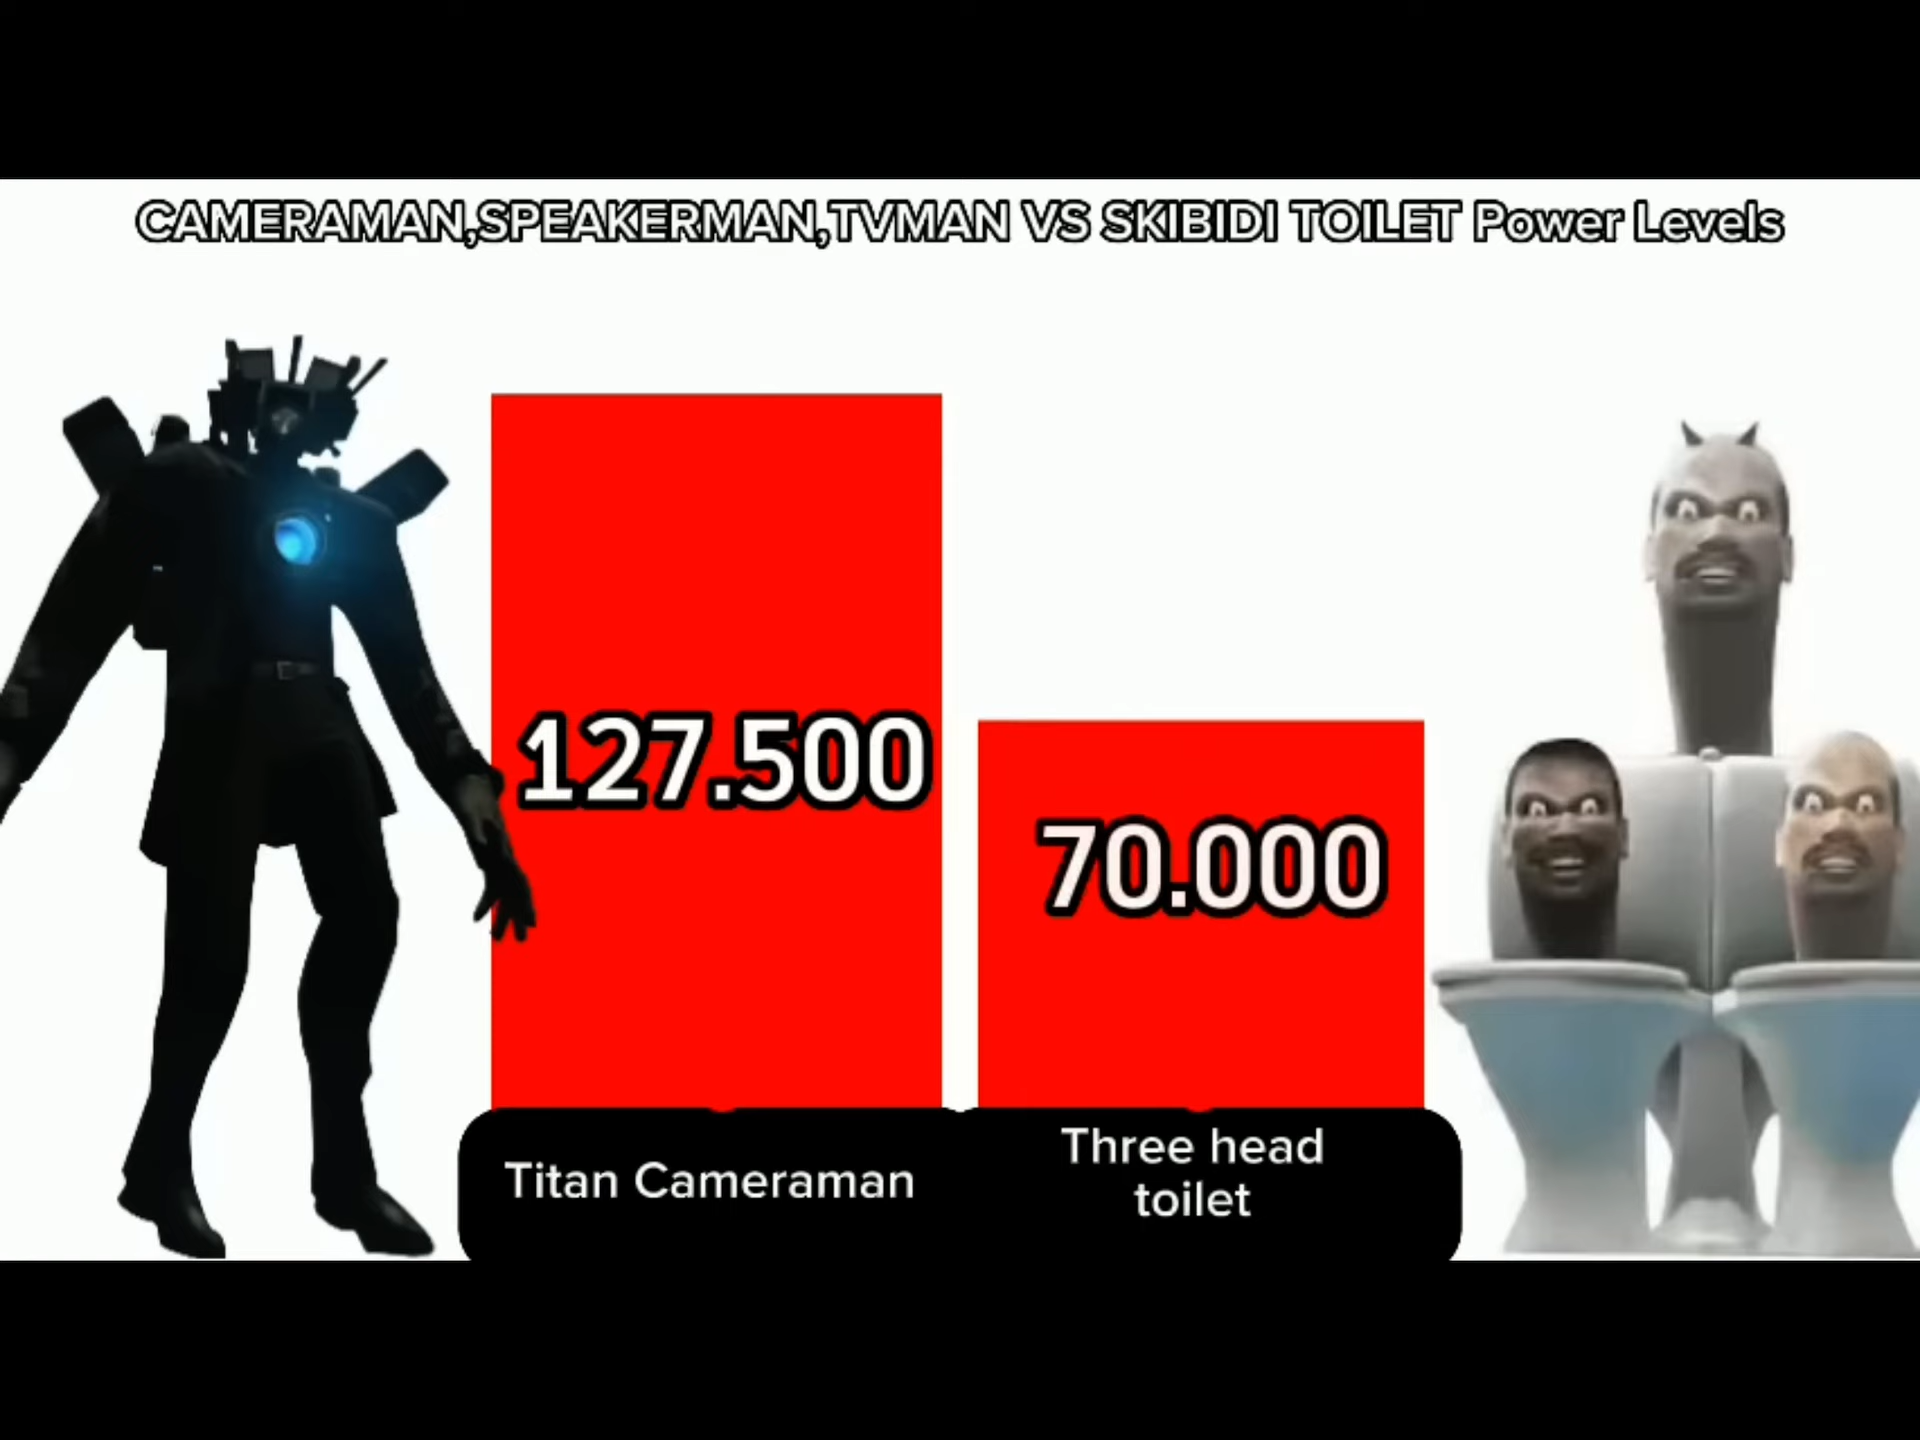 CAMERAMAN,SPEAKERMAN,TVMAN VS SKIBIDI TOILET Power Levels
127.500
70.000
Titan Cameraman
Three head
toilet